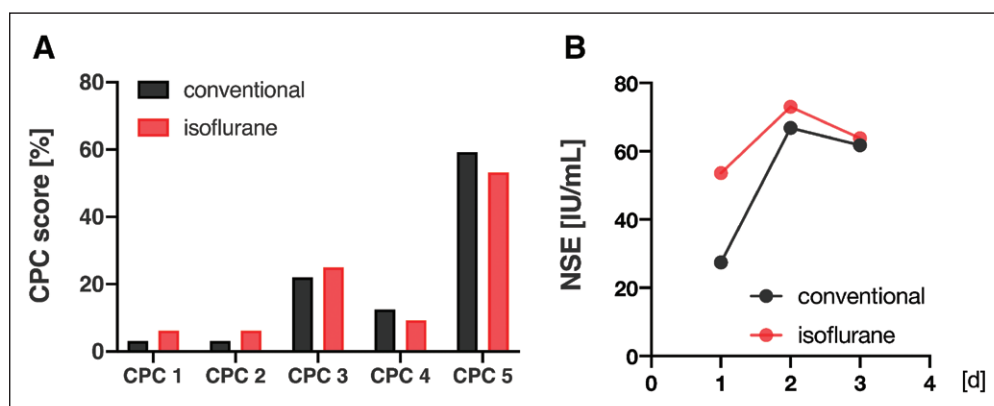 A
CPC score [%]
80
60
40
20
0
conventional
isoflurane
CPC 1 CPC 2 CPC 3 CPC 4 CPC 5
B
NSE [IU/mL]
80
60
40
20
0
conventional
isoflurane
0 1 2 3 4 [d]